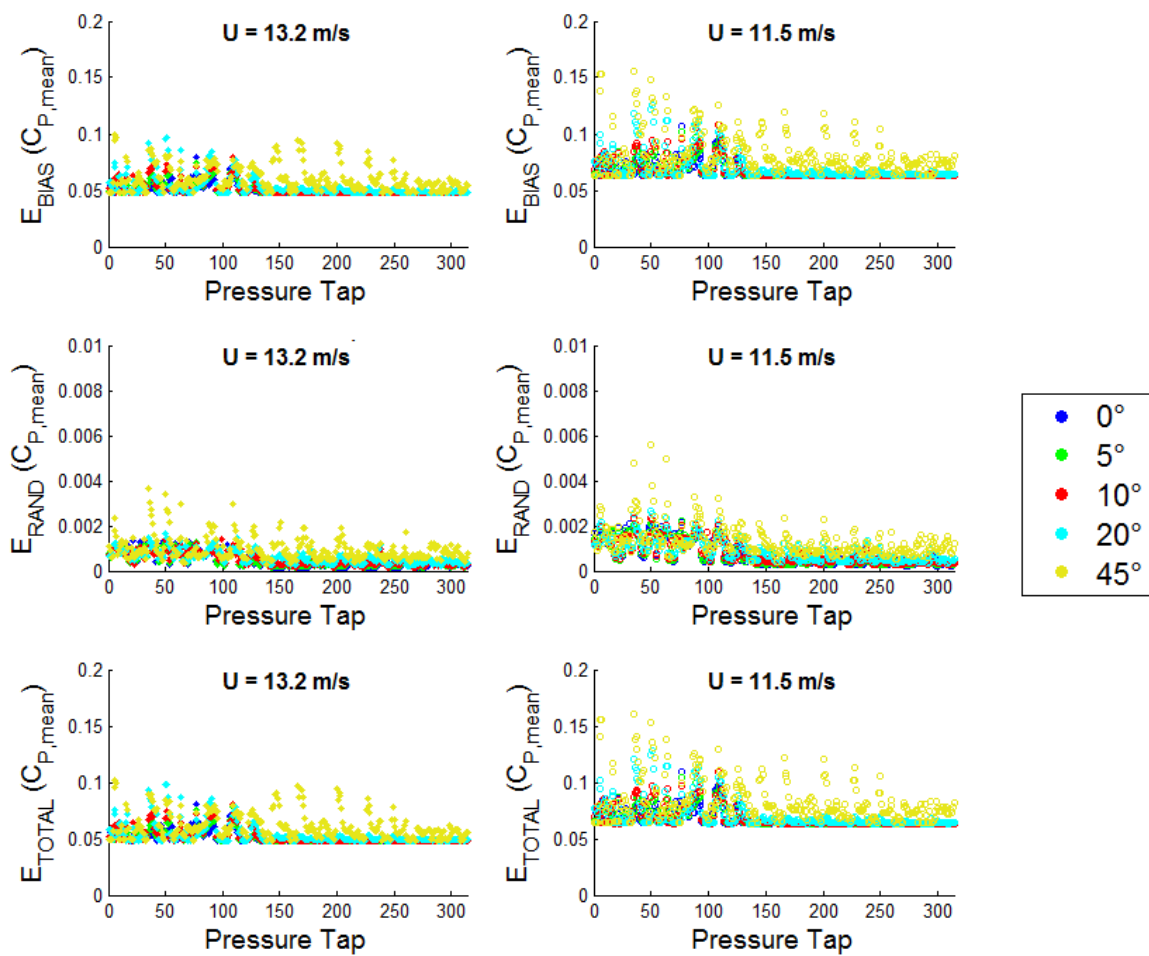 U = 13.2 m/s
E_BIAS (C_P,mean)
0.2
0.15
0.1
0.05
0
0 50 100 150 200 250 300
Pressure Tap
U = 11.5 m/s
E_BIAS (C_P,mean)
0.2
0.15
0.1
0.05
0
0 50 100 150 200 250 300
Pressure Tap
U = 13.2 m/s
E_RAND (C_P,mean)
0.01
0.008
0.006
0.004
0.002
0
0 50 100 150 200 250 300
Pressure Tap
U = 11.5 m/s
E_RAND (C_P,mean)
0.01
0.008
0.006
0.004
0.002
0
0 50 100 150 200 250 300
Pressure Tap
0°
5°
10°
20°
45°
U = 13.2 m/s
E_TOTAL (C_P,mean)
0.2
0.15
0.1
0.05
0
0 50 100 150 200 250 300
Pressure Tap
U = 11.5 m/s
E_TOTAL (C_P,mean)
0.2
0.15
0.1
0.05
0
0 50 100 150 200 250 300
Pressure Tap